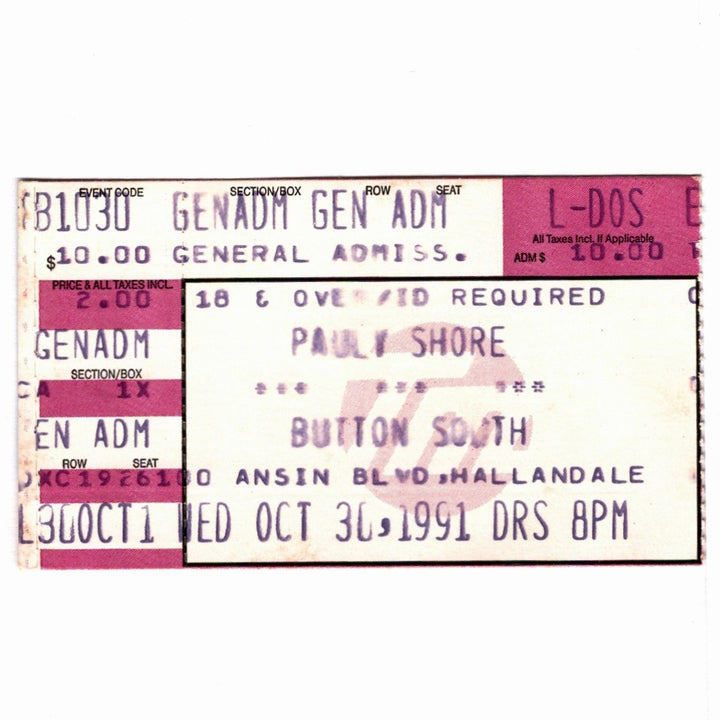 EVENT CODE SECTION/BOX ROW SEAT
B1030 GENADM GEN ADM L-DOS
All Taxes Incl. If Applicable
$10.00 GENERAL ADMISS. ADM $ 10.00
PRICE & ALL TAXES INCL.
2.00 18 & OVER/ID REQUIRED
GENADM PAULY SHORE
SECTION/BOX
CA 1X *** *** ***
EN ADM BUTTON SOUTH
ROW SEAT
XC1926100 ANSIN BLVD,HALLANDALE
30OCT1 WED OCT 30,1991 DRS 8PM